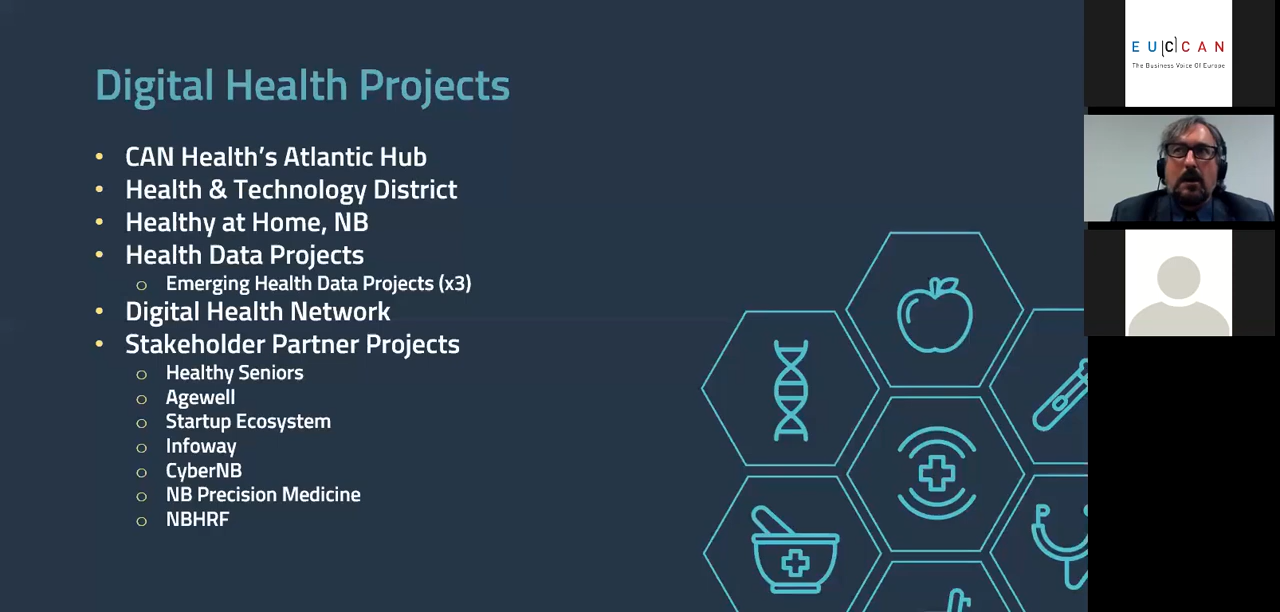 Digital Health Projects
• CAN Health's Atlantic Hub
• Health & Technology District
• Healthy at Home, NB
• Health Data Projects
o Emerging Health Data Projects (x3)
• Digital Health Network
• Stakeholder Partner Projects
o Healthy Seniors
o Agewell
o Startup Ecosystem
o Infoway
o CyberNB
o NB Precision Medicine
o NBHRF
EU(C)CAN
The Business Voice Of Europe